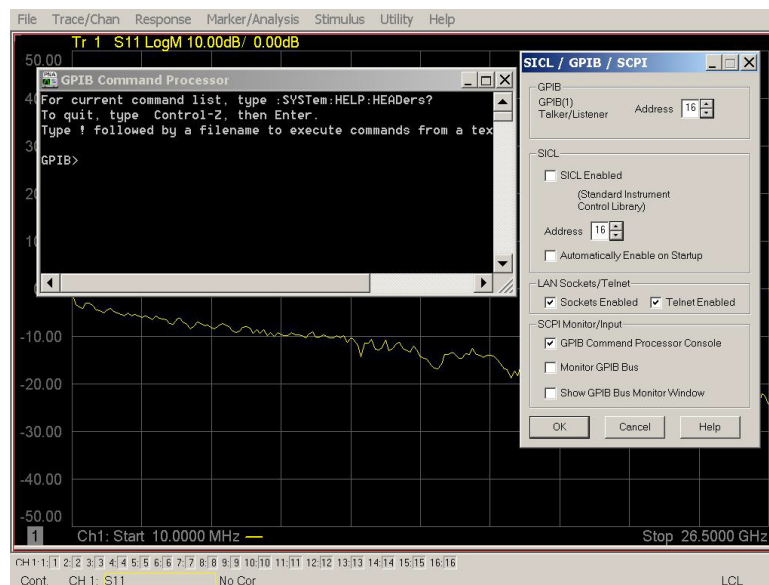 File Trace/Chan Response Marker/Analysis Stimulus Utility Help
Tr 1 S11 LogM 10.00dB/ 0.00dB
50.00
GPIB Command Processor
For current command list, type :SYSTem:HELP:HEADers?
To quit, type Control-Z, then Enter.
Type ! followed by a filename to execute commands from a tex
GPIB>
SICL / GPIB / SCPI
GPIB
GPIB(1)
Talker/Listener
Address 16
SICL
SICL Enabled
(Standard Instrument
Control Library)
Address 16
Automatically Enable on Startup
LAN Sockets/Telnet
Sockets Enabled Telnet Enabled
SCPI Monitor/Input
GPIB Command Processor Console
Monitor GPIB Bus
Show GPIB Bus Monitor Window
OK Cancel Help
-10.00
-20.00
-30.00
-40.00
-50.00
1 Ch1: Start 10.0000 MHz Stop 26.5000 GHz
CH1:1: 1 2: 2 3: 3 4: 4 5: 5 6: 6 7: 7 8: 8 9: 9 10: 10 11: 11 12: 12 13: 13 14: 14 15: 15 16: 16
Cont. CH 1: S11 No Cor LCL